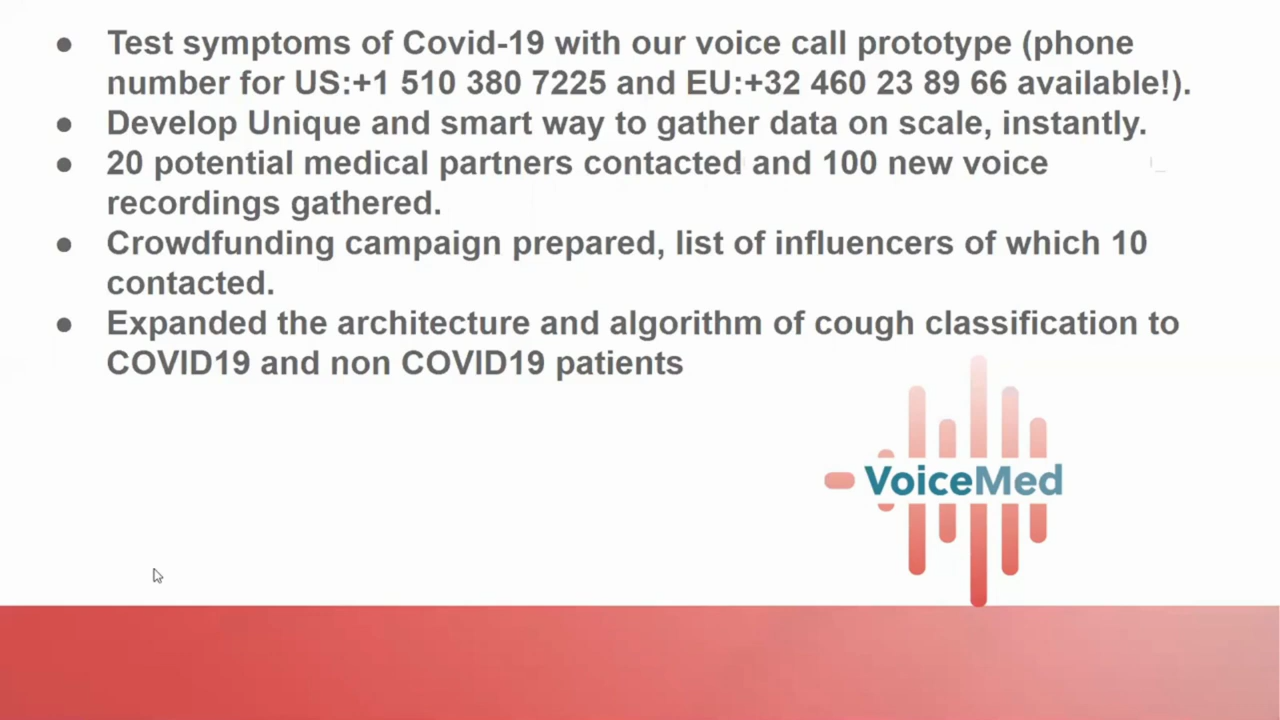 ● Test symptoms of Covid-19 with our voice call prototype (phone
number for US:+1 510 380 7225 and EU:+32 460 23 89 66 available!).
● Develop Unique and smart way to gather data on scale, instantly.
● 20 potential medical partners contacted and 100 new voice
recordings gathered.
● Crowdfunding campaign prepared, list of influencers of which 10
contacted.
● Expanded the architecture and algorithm of cough classification to
COVID19 and non COVID19 patients
VoiceMed